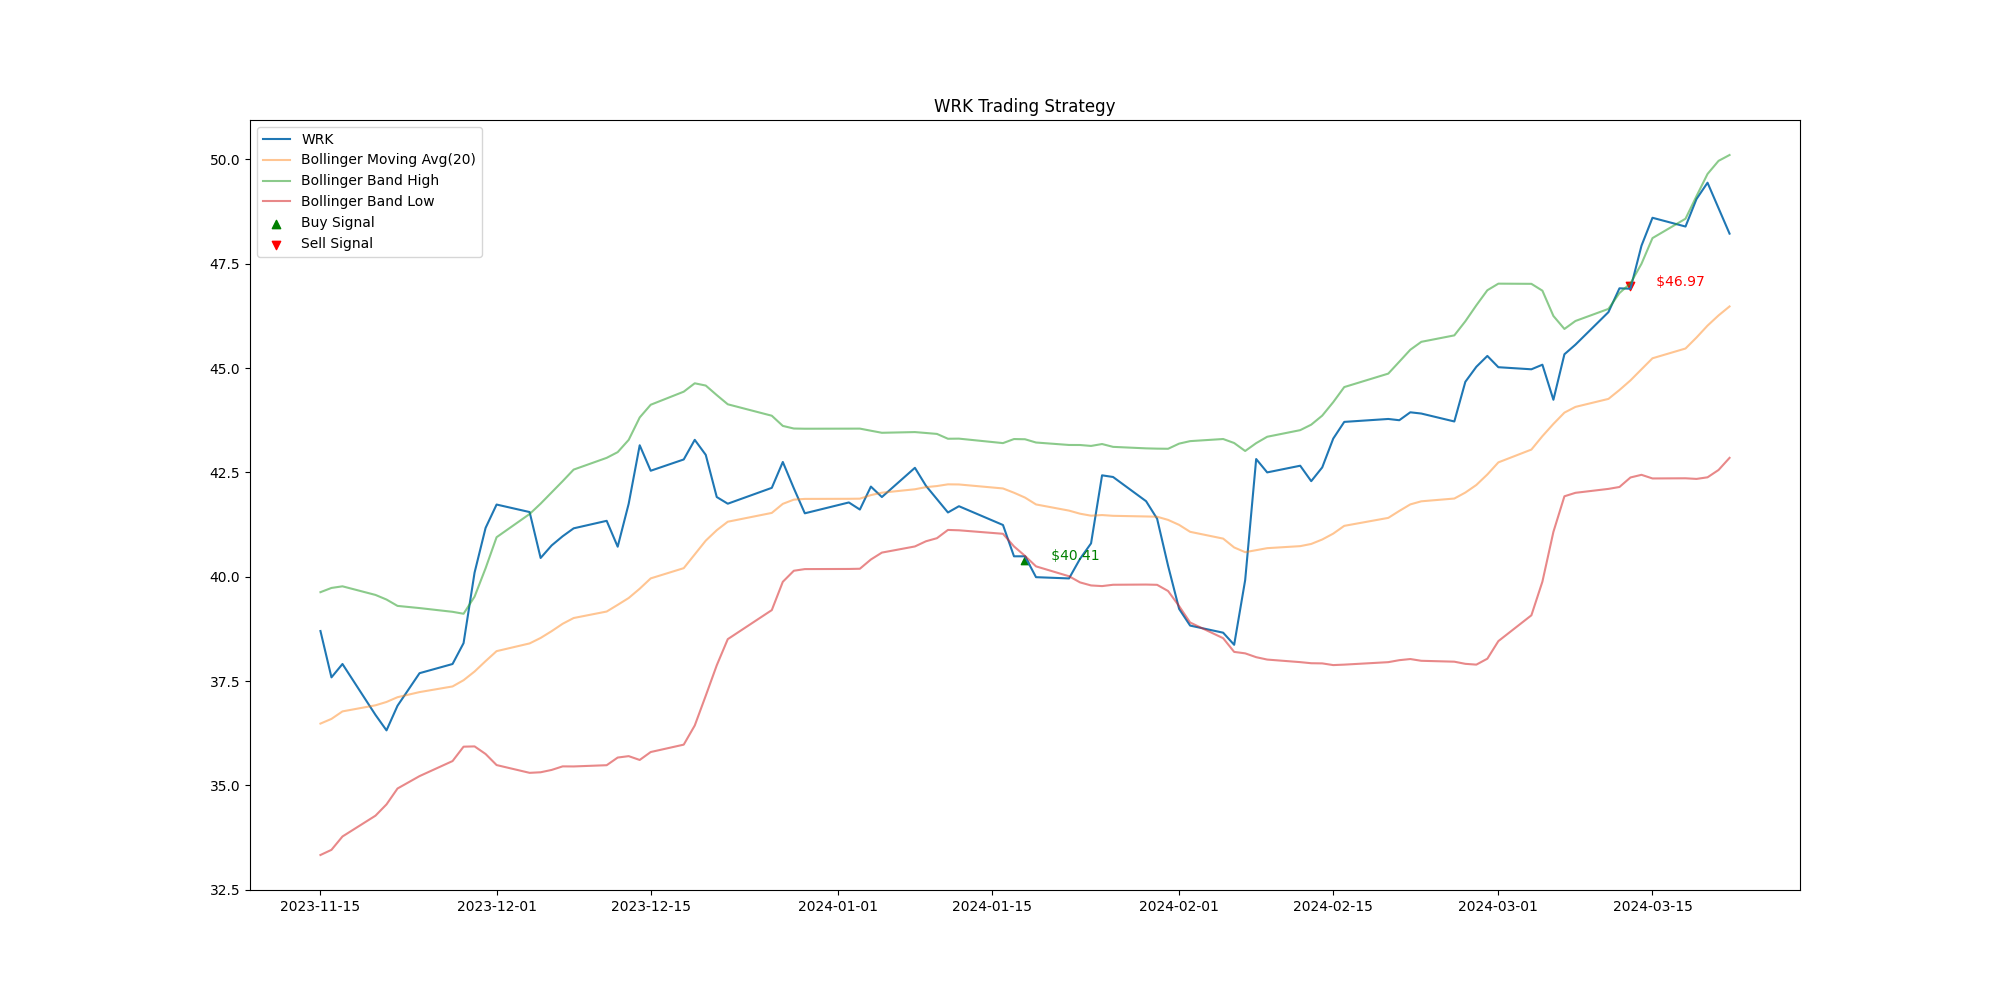 WRK Trading Strategy
WRK
Bollinger Moving Avg(20)
Bollinger Band High
Bollinger Band Low
Buy Signal
Sell Signal
50.0
47.5
45.0
42.5
40.0
37.5
35.0
32.5
$46.97
$40.41
2023-11-15
2023-12-01
2023-12-15
2024-01-01
2024-01-15
2024-02-01
2024-02-15
2024-03-01
2024-03-15